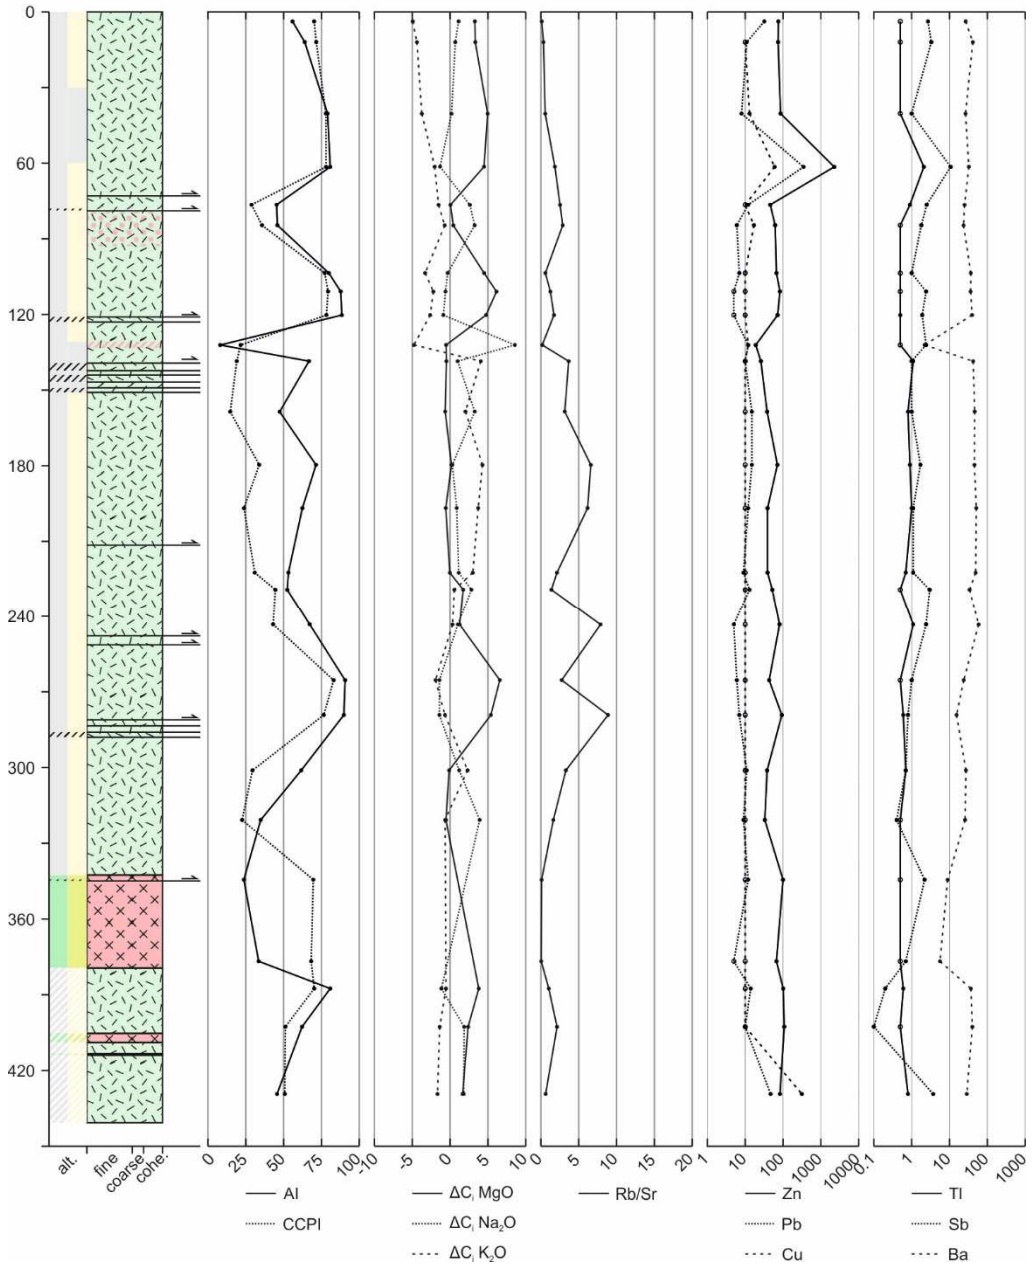 0
60
120
180
240
300
360
420
alt. fine coarse cohe.
0 25 50 75 100
-10 -5 0 5 10
0 5 10 15 20
1 10 100 1000 10000
0.1 1 10 100 1000
AI
CCPI
ΔCᵢ MgO
ΔCᵢ Na₂O
ΔCᵢ K₂O
Rb/Sr
Zn
Pb
Cu
Tl
Sb
Ba